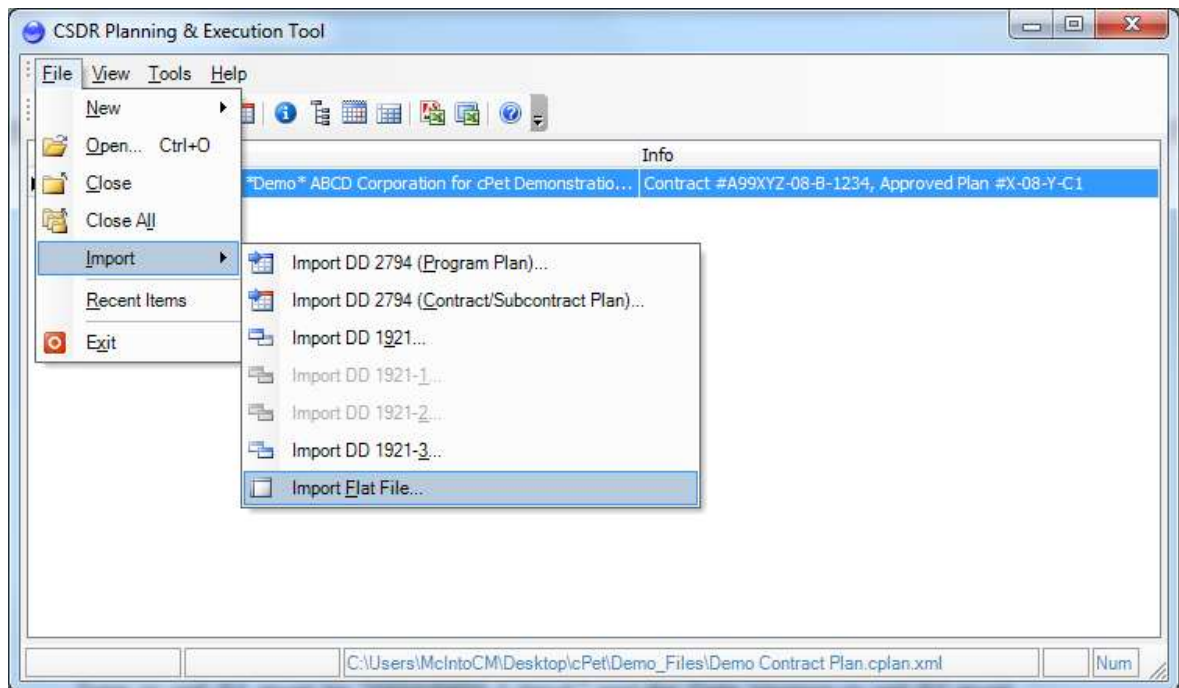 CSDR Planning & Execution Tool
File View Tools Help
New
Open... Ctrl+O
Close
Close All
Import
Recent Items
Exit
Info
*Demo* ABCD Corporation for cPet Demonstratio... Contract #A99XYZ-08-B-1234, Approved Plan #X-08-Y-C1
Import DD 2794 (Program Plan)...
Import DD 2794 (Contract/Subcontract Plan)...
Import DD 1921...
Import DD 1921-1...
Import DD 1921-2...
Import DD 1921-3...
Import Flat File...
C:\Users\McIntoCM\Desktop\cPet\Demo_Files\Demo Contract Plan.cplan.xml Num